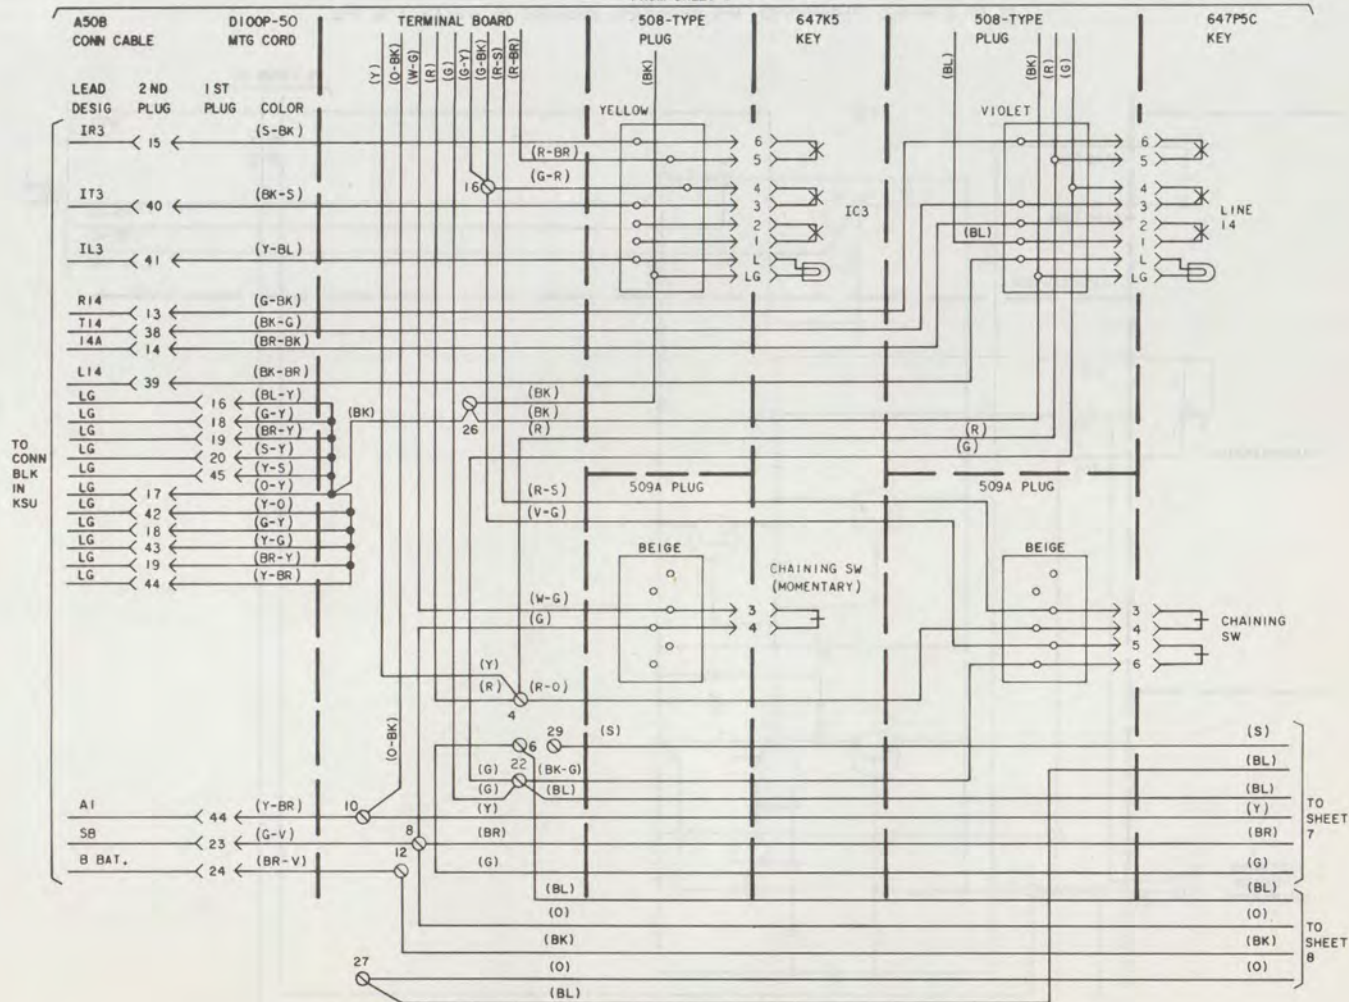 A50B D100P-50 TERMINAL BOARD 508-TYPE 647K5 508-TYPE 647P5C
CONN CABLE MTG CORD PLUG KEY PLUG KEY
(Y) (O-BK) (W-G) (R) (G) (G-Y) (G-BK) (R-S) (R-BR) (BK) (BL) (BK) (R) (G)
LEAD 2 ND 1 ST
DESIG PLUG PLUG COLOR
YELLOW VIOLET
IR3 15 (S-BK) 6 6
(R-BR) 5 5
(G-R)
16 4 4
IT3 40 (BK-S) 3 IC3 3 LINE
2 2 14
(BL)
1 1
IL3 41 (Y-BL) L L
LG LG
R14 13 (G-BK)
T14 38 (BK-G)
14A 14 (BR-BK)
L14 39 (BK-BR)
LG 16 (BL-Y) (BK)
LG 18 (G-Y) (BK) (BK)
LG 19 (BR-Y) 26 (R) (R)
LG 20 (S-Y) (G)
LG 45 (Y-S)
TO
CONN
BLK
IN
KSU
LG 17 (O-Y) (R-S) 509A PLUG 509A PLUG
LG 42 (Y-O) (V-G)
LG 18 (G-Y)
LG 43 (Y-G)
LG 19 (BR-Y)
LG 44 (Y-BR)
BEIGE BEIGE
CHAINING SW
(MOMENTARY)
(W-G) 3 3
(G) 4 4 CHAINING
5 SW
6
(Y)
(R) (R-O)
4
(O-BK)
6 29 (S) (S)
22 (BL)
(G) (BK-G)
(G) (BL) (BL)
A1 44 (Y-BR) 10 (Y) (Y)
SB 23 (G-V) 8 (BR) (BR)
B BAT. 24 (BR-V) 12 (G) (G)
TO
SHEET
7
(BL) (BL)
(O) (O)
(BK) (BK)
27 (O) (O)
(BL)
TO
SHEET
8